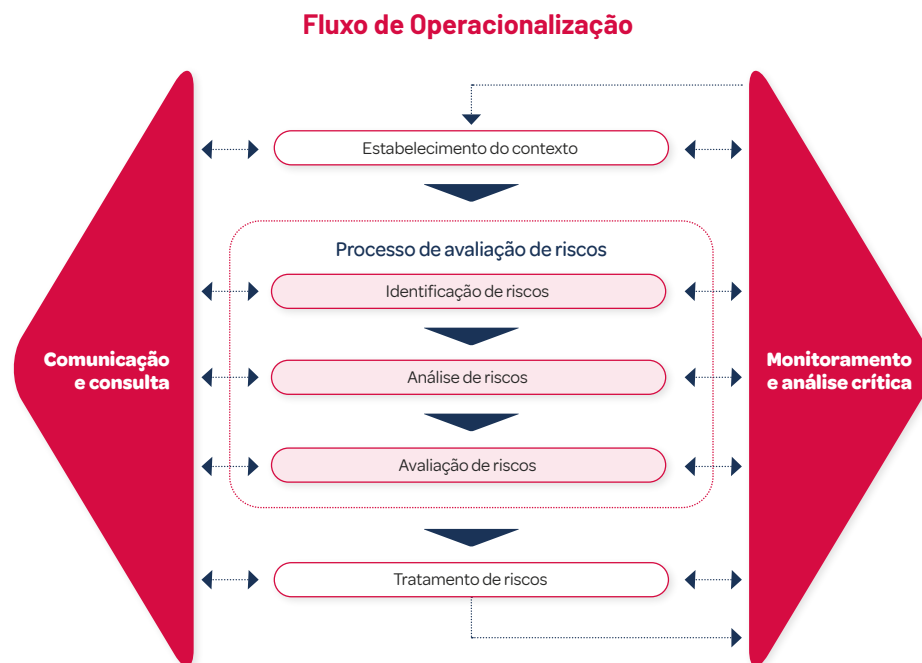 Fluxo de Operacionalização
Estabelecimento do contexto
Processo de avaliação de riscos
Identificação de riscos
Comunicação
e consulta
Análise de riscos
Monitoramento
e análise crítica
Avaliação de riscos
Tratamento de riscos